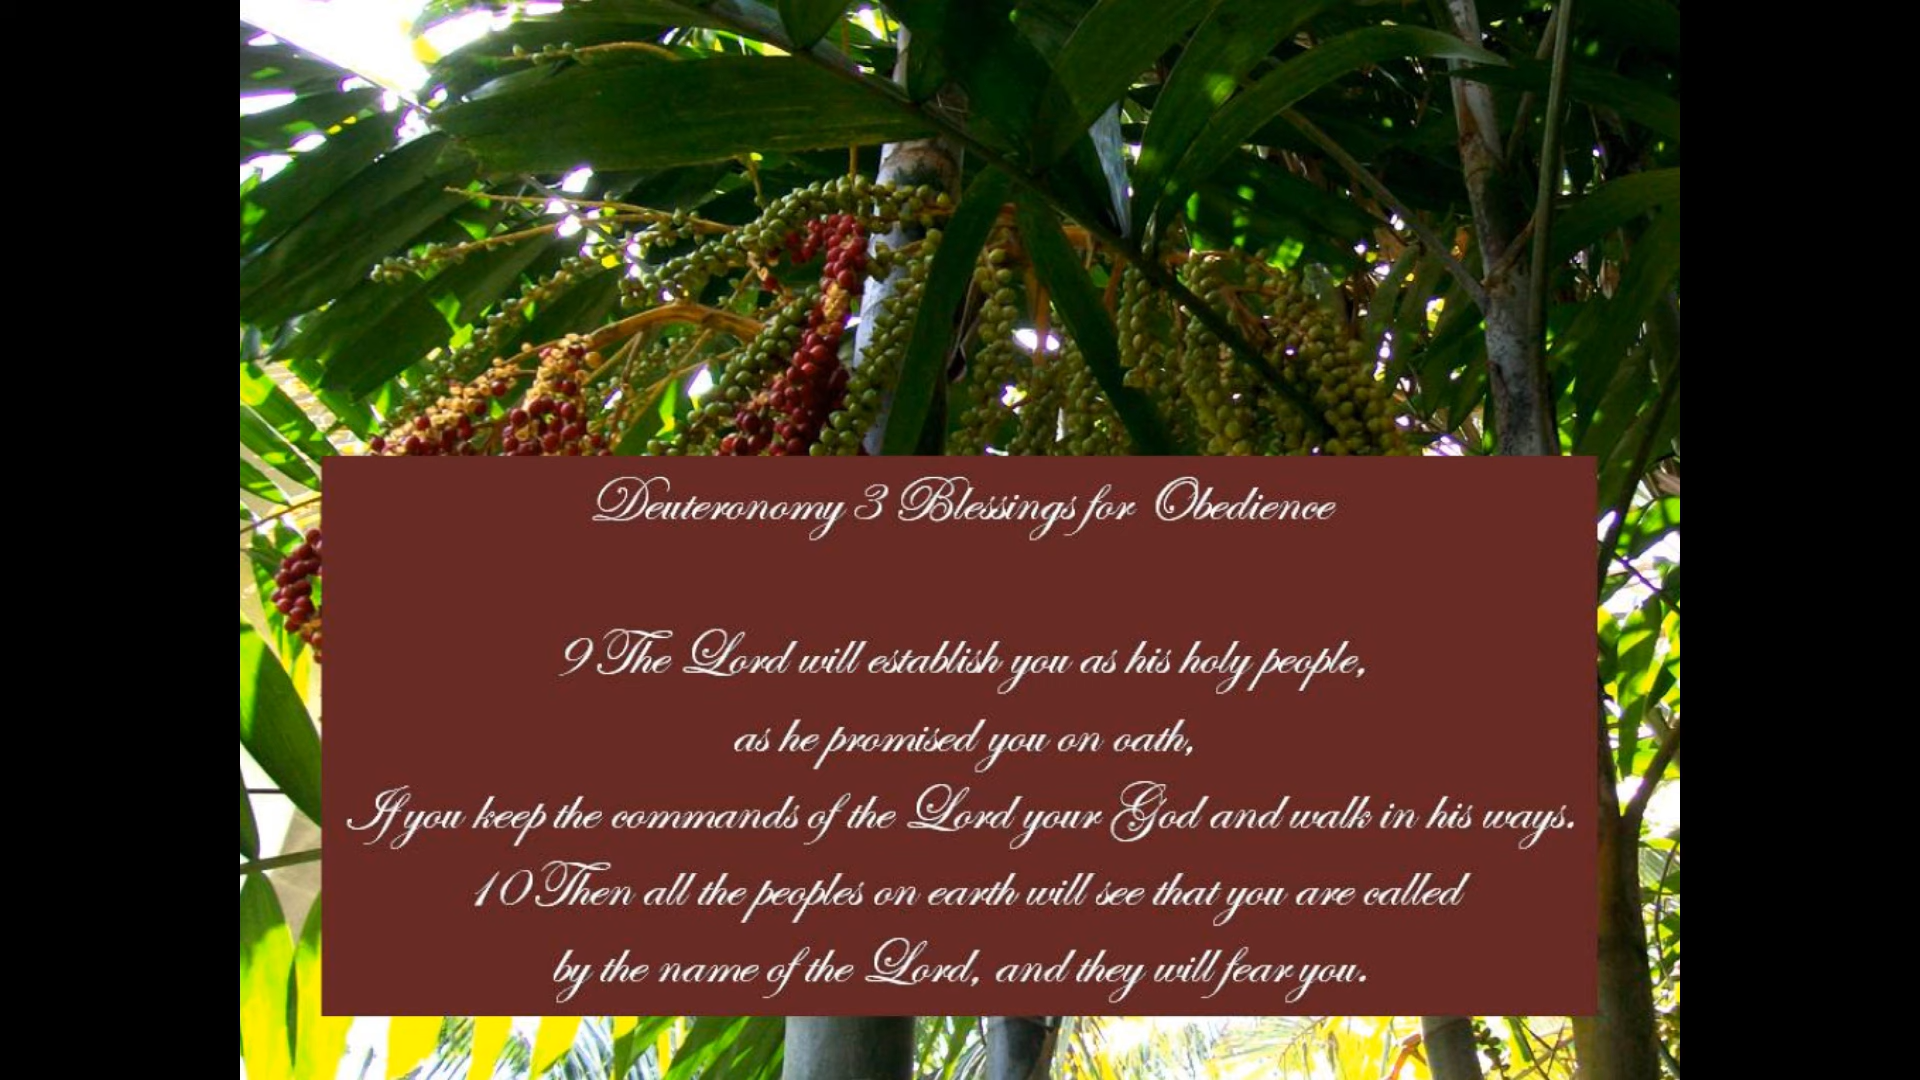 Deuteronomy 3 Blessings for Obedience
9 The Lord will establish you as his holy people,
as he promised you on oath,
If you keep the commands of the Lord your God and walk in his ways.
10 Then all the peoples on earth will see that you are called
by the name of the Lord, and they will fear you.